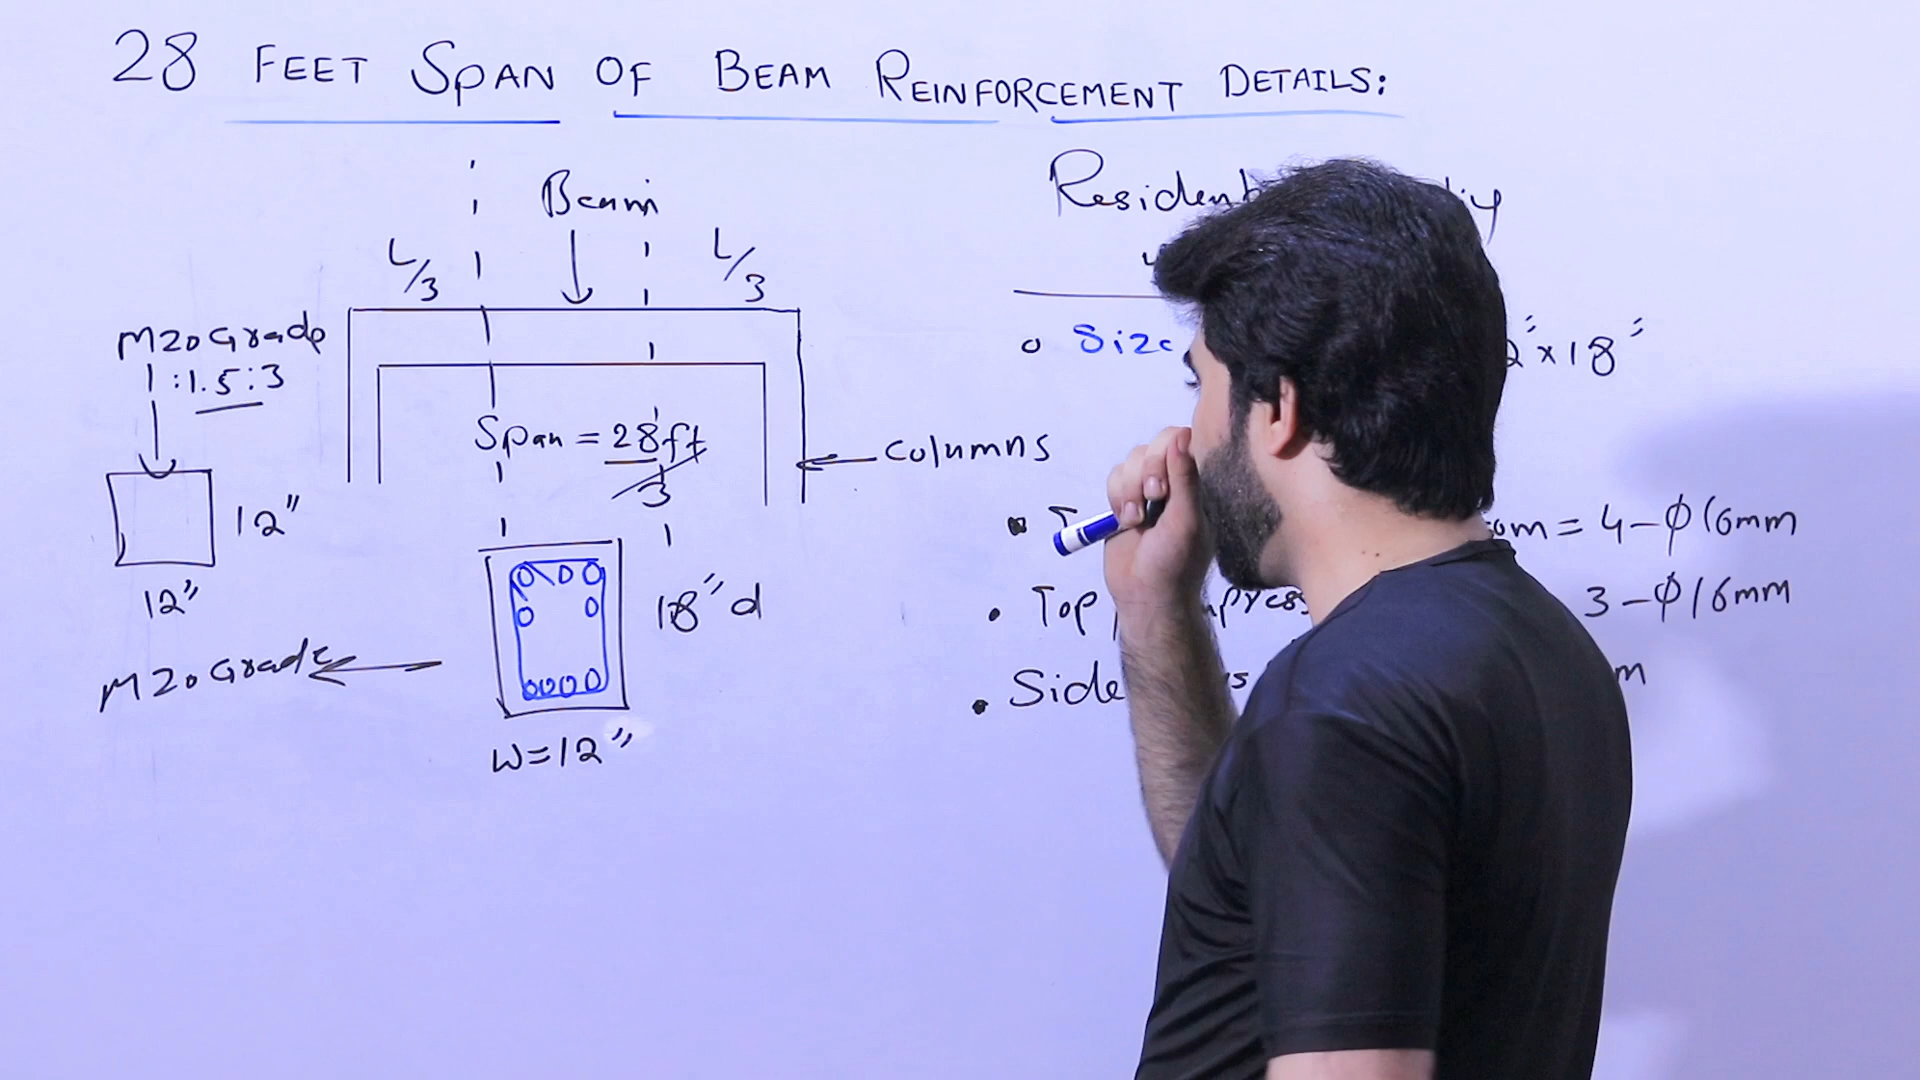 28 FEET SPAN OF BEAM REINFORCEMENT DETAILS:
Beam
L/3
L/3
M20 Grade
1:1.5:3
Span = 28ft
3
columns
12"
12"
18" d
M20 Grade
W=12"
Size
x18"
= 4-φ16mm
Top
3-φ16mm
Side